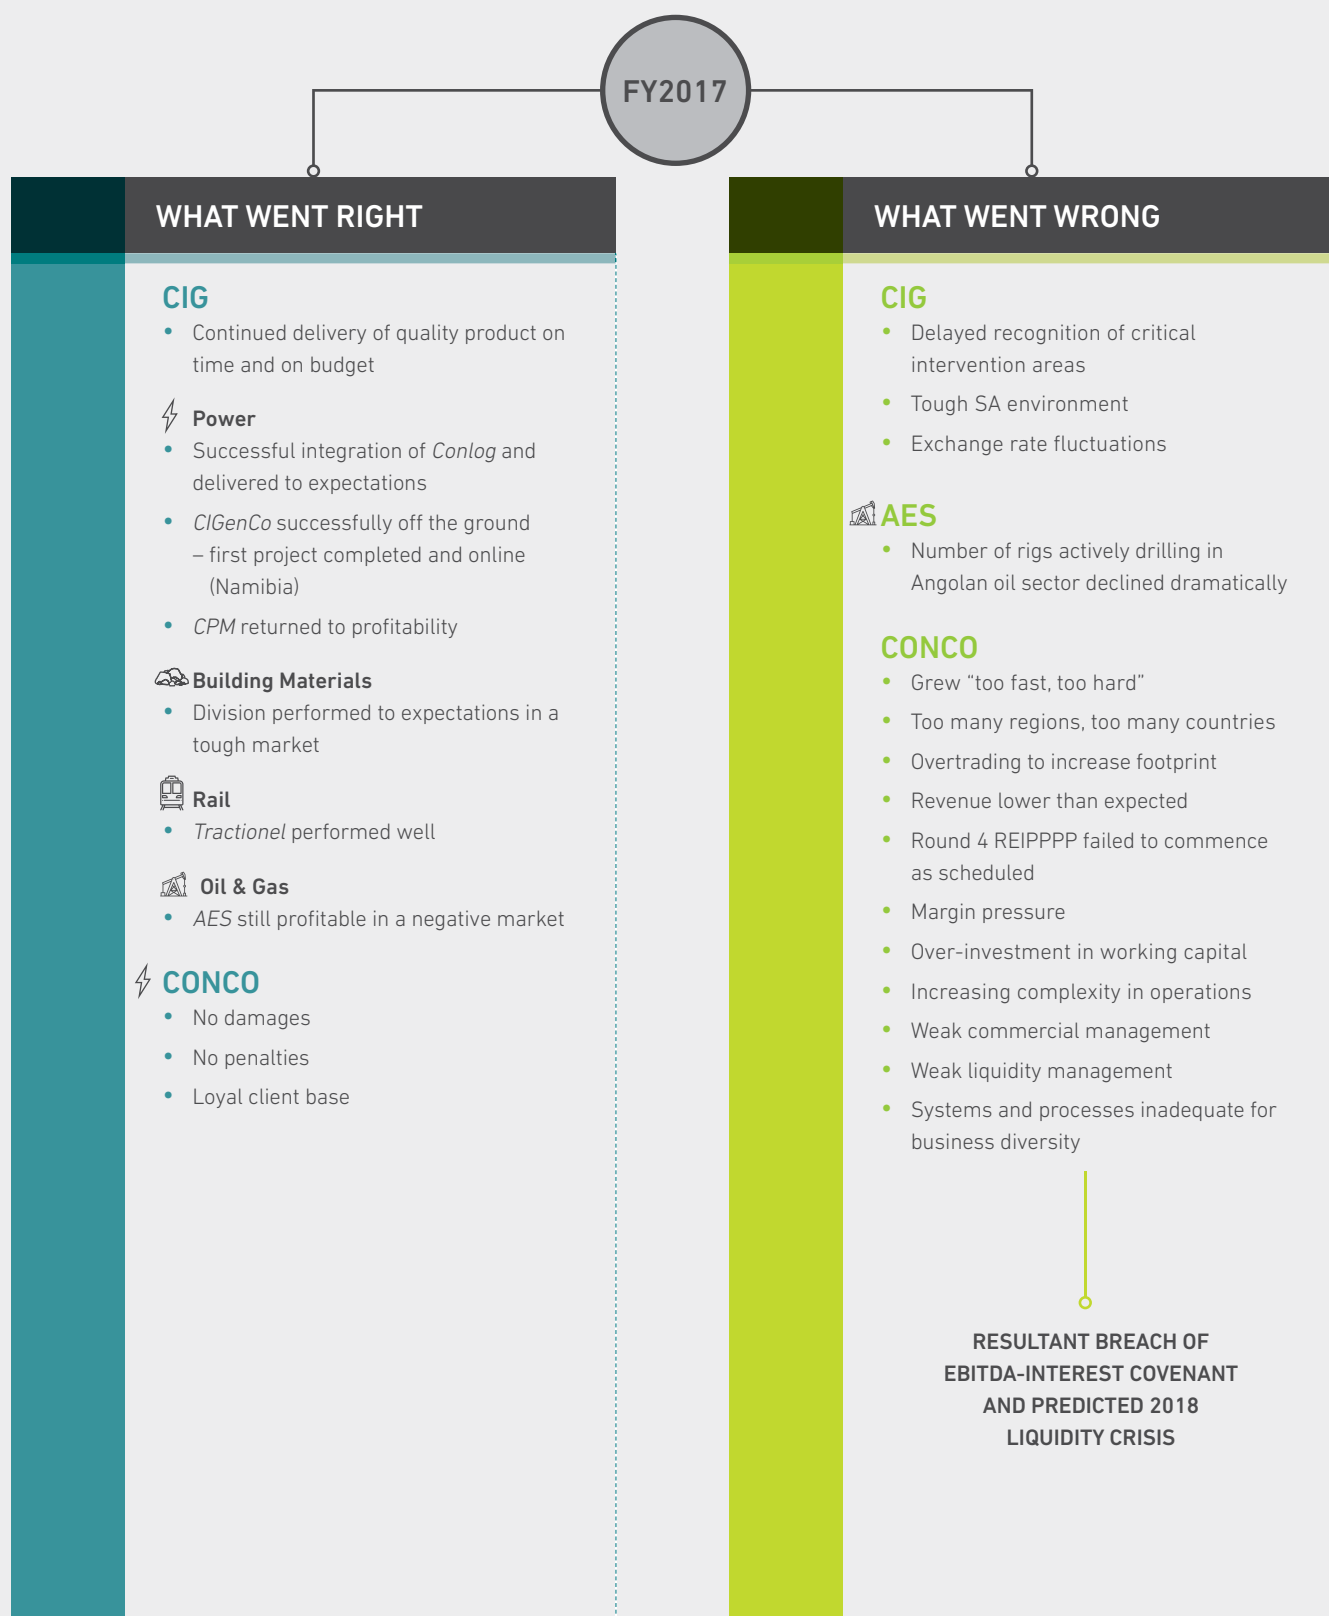 FY2017
WHAT WENT RIGHT
CIG
• Continued delivery of quality product on
time and on budget
Power
• Successful integration of Conlog and
delivered to expectations
• CIGenCo successfully off the ground
– first project completed and online
(Namibia)
• CPM returned to profitability
Building Materials
• Division performed to expectations in a
tough market
Rail
• Tractionel performed well
Oil & Gas
• AES still profitable in a negative market
CONCO
• No damages
• No penalties
• Loyal client base
WHAT WENT WRONG
CIG
• Delayed recognition of critical
intervention areas
• Tough SA environment
• Exchange rate fluctuations
AES
• Number of rigs actively drilling in
Angolan oil sector declined dramatically
CONCO
• Grew “too fast, too hard”
• Too many regions, too many countries
• Overtrading to increase footprint
• Revenue lower than expected
• Round 4 REIPPPP failed to commence
as scheduled
• Margin pressure
• Over-investment in working capital
• Increasing complexity in operations
• Weak commercial management
• Weak liquidity management
• Systems and processes inadequate for
business diversity
RESULTANT BREACH OF
EBITDA-INTEREST COVENANT
AND PREDICTED 2018
LIQUIDITY CRISIS